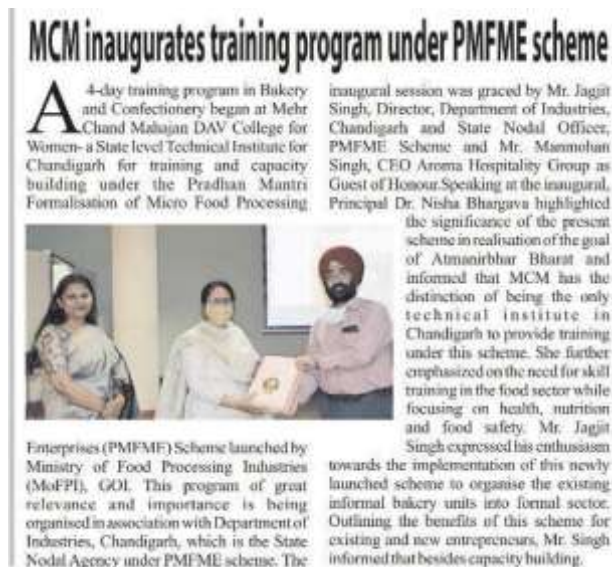 MCM inaugurates training program under PMFME scheme
A 4-day training program in Bakery
and Confectionery began at Mehr
Chand Mahajan DAV College for
Women- a State level Technical Institute for
Chandigarh for training and capacity
building under the Pradhan Mantri
Formalisation of Micro Food Processing
Enterprises (PMFME) Scheme launched by
Ministry of Food Processing Industries
(MoFPI), GOI. This program of great
relevance and importance is being
organised in association with Department of
Industries, Chandigarh, which is the State
Nodal Agency under PMFME scheme. The
inaugural session was graced by Mr. Jagjit
Singh, Director, Department of Industries,
Chandigarh and State Nodal Officer,
PMFME Scheme and Mr. Manmohan
Singh, CEO Aroma Hospitality Group as
Guest of Honour.Speaking at the inaugural,
Principal Dr. Nisha Bhargava highlighted
the significance of the present
scheme in realisation of the goal
of Atmanirbhar Bharat and
informed that MCM has the
distinction of being the only
technical institute in
Chandigarh to provide training
under this scheme. She further
emphasized on the need for skill
training in the food sector while
focusing on health, nutrition
and food safety. Mr. Jagjit
Singh expressed his enthusiasm
towards the implementation of this newly
launched scheme to organise the existing
informal bakery units into formal sector.
Outlining the benefits of this scheme for
existing and new entrepreneurs, Mr. Singh
informed that besides capacity building,